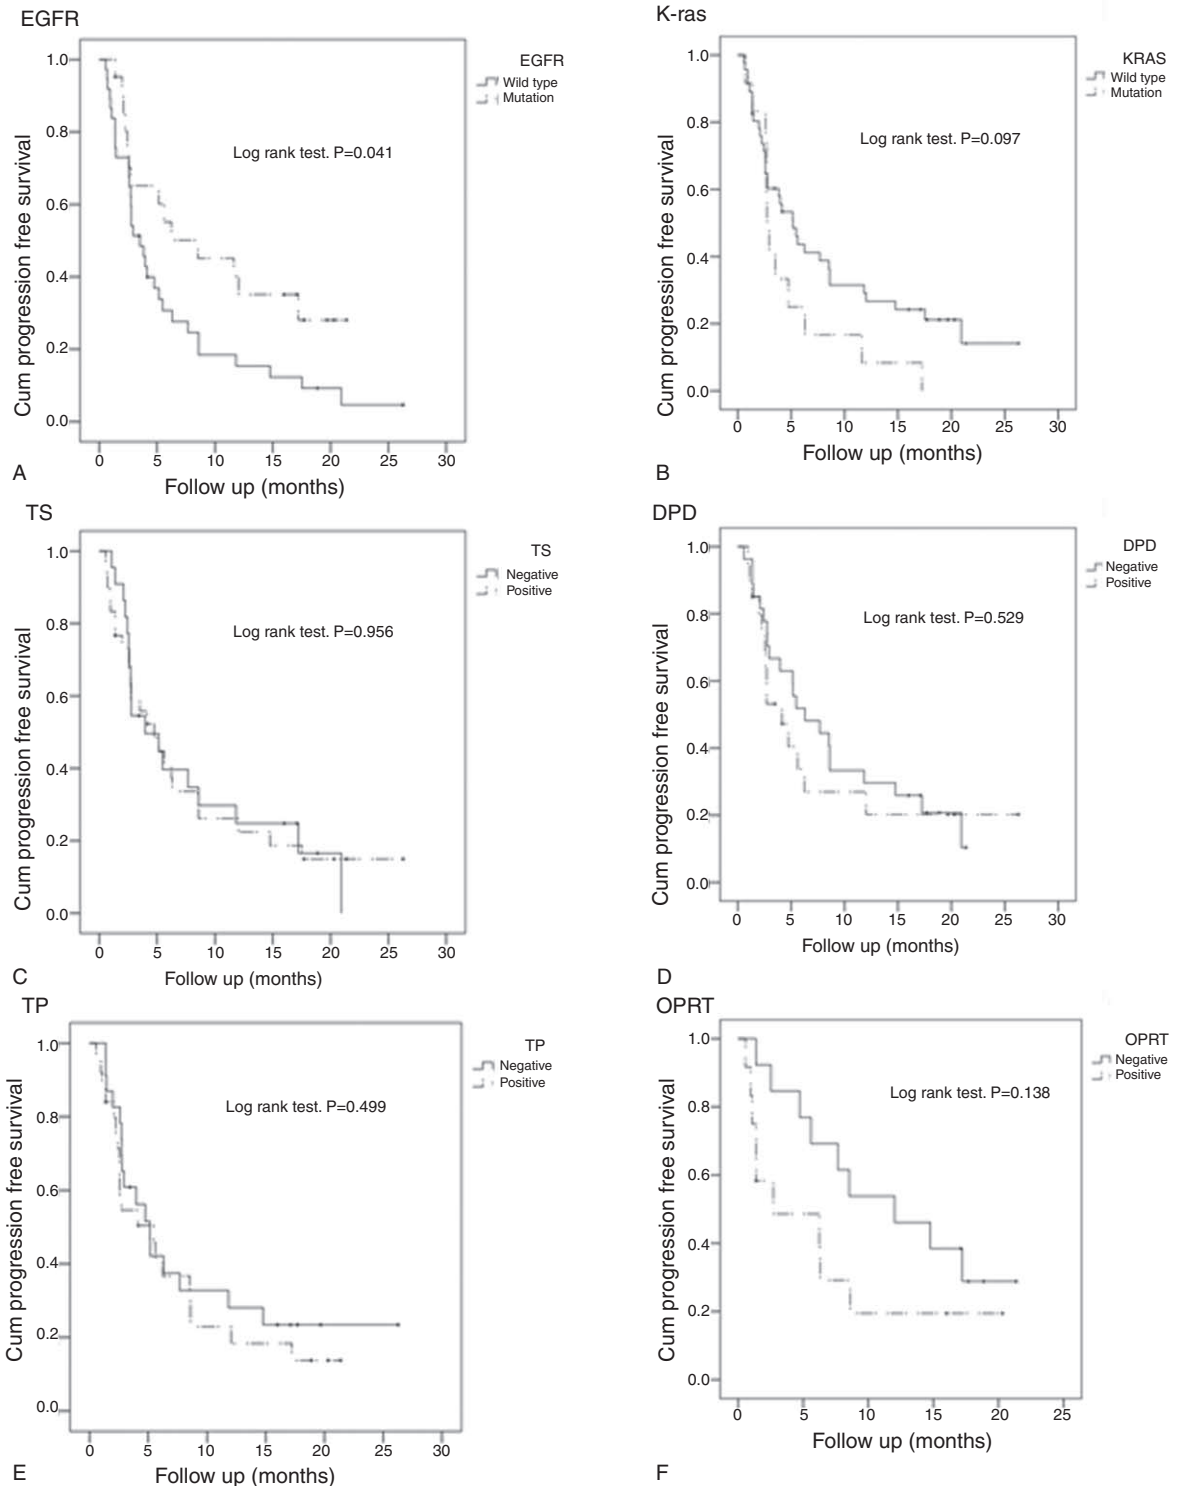 EGFR
K-ras
1.0
0.8
0.6
0.4
0.2
0.0
Cum progression free survival
EGFR
Wild type
Mutation
Log rank test. P=0.041
0 5 10 15 20 25 30
Follow up (months)
A
1.0
0.8
0.6
0.4
0.2
0.0
Cum progression free survival
KRAS
Wild type
Mutation
Log rank test. P=0.097
0 5 10 15 20 25 30
Follow up (months)
B
TS
DPD
1.0
0.8
0.6
0.4
0.2
0.0
Cum progression free survival
TS
Negative
Positive
Log rank test. P=0.956
0 5 10 15 20 25 30
Follow up (months)
C
1.0
0.8
0.6
0.4
0.2
0.0
Cum progression free survival
DPD
Negative
Positive
Log rank test. P=0.529
0 5 10 15 20 25 30
Follow up (months)
D
TP
OPRT
1.0
0.8
0.6
0.4
0.2
0.0
Cum progression free survival
TP
Negative
Positive
Log rank test. P=0.499
0 5 10 15 20 25 30
Follow up (months)
E
1.0
0.8
0.6
0.4
0.2
0.0
Cum progression free survival
OPRT
Negative
Positive
Log rank test. P=0.138
0 5 10 15 20 25
Follow up (months)
F